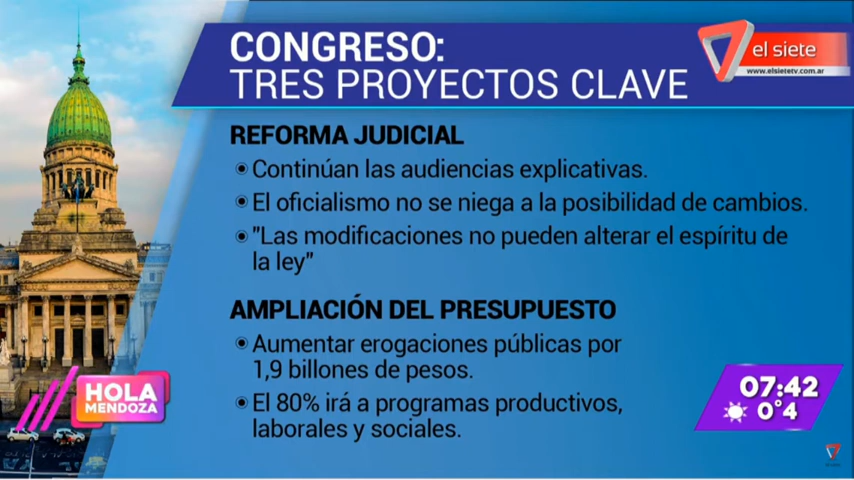 CONGRESO:
TRES PROYECTOS CLAVE
el siete
www.elsietetv.com.ar
REFORMA JUDICIAL
Continúan las audiencias explicativas.
El oficialismo no se niega a la posibilidad de cambios.
"Las modificaciones no pueden alterar el espíritu de
la ley"
AMPLIACIÓN DEL PRESUPUESTO
Aumentar erogaciones públicas por
1,9 billones de pesos.
El 80% irá a programas productivos,
laborales y sociales.
HOLA
MENDOZA
07:42
0°4